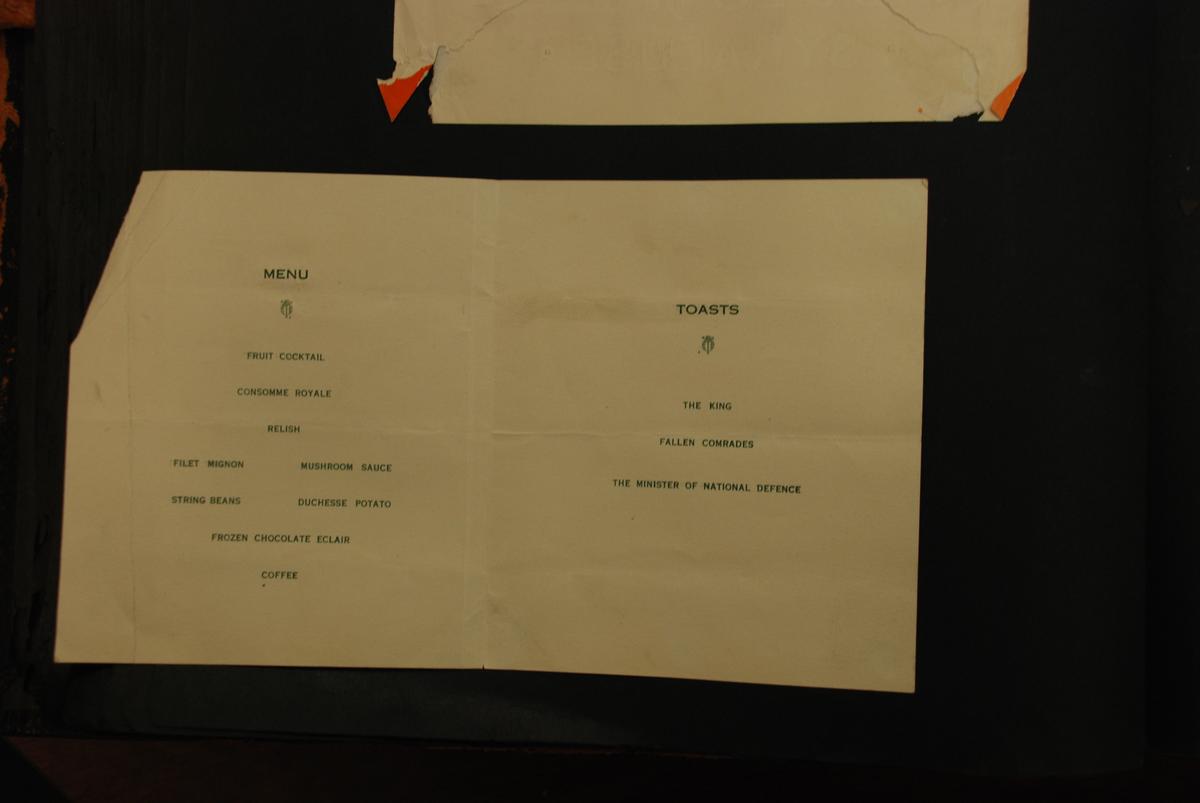 MENU
FRUIT COCKTAIL
CONSOMME ROYALE
RELISH
FILET MIGNON MUSHROOM SAUCE
STRING BEANS DUCHESSE POTATO
FROZEN CHOCOLATE ECLAIR
COFFEE
TOASTS
THE KING
FALLEN COMRADES
THE MINISTER OF NATIONAL DEFENCE